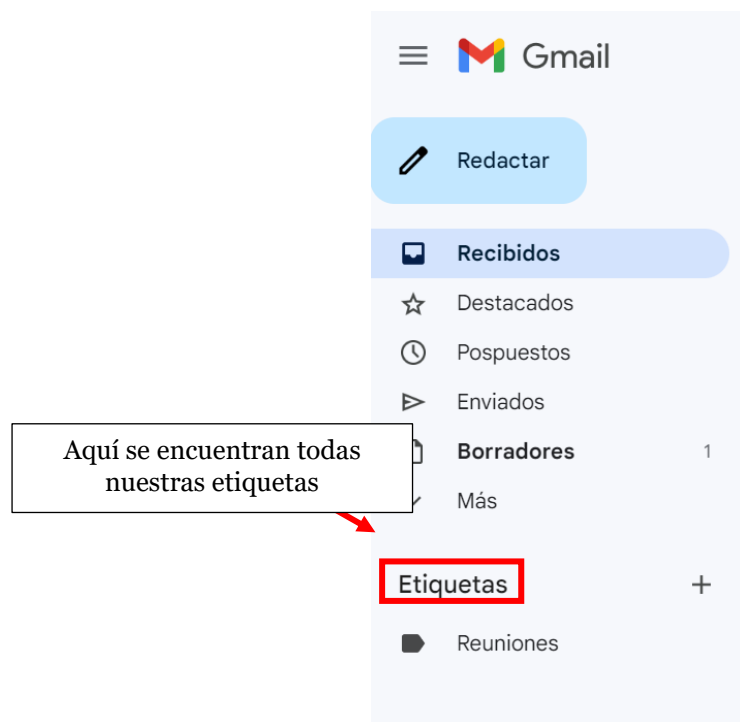 Gmail
Redactar
Recibidos
Destacados
Pospuestos
Enviados
Aquí se encuentran todas
nuestras etiquetas
Borradores 1
Más
Etiquetas
Reuniones